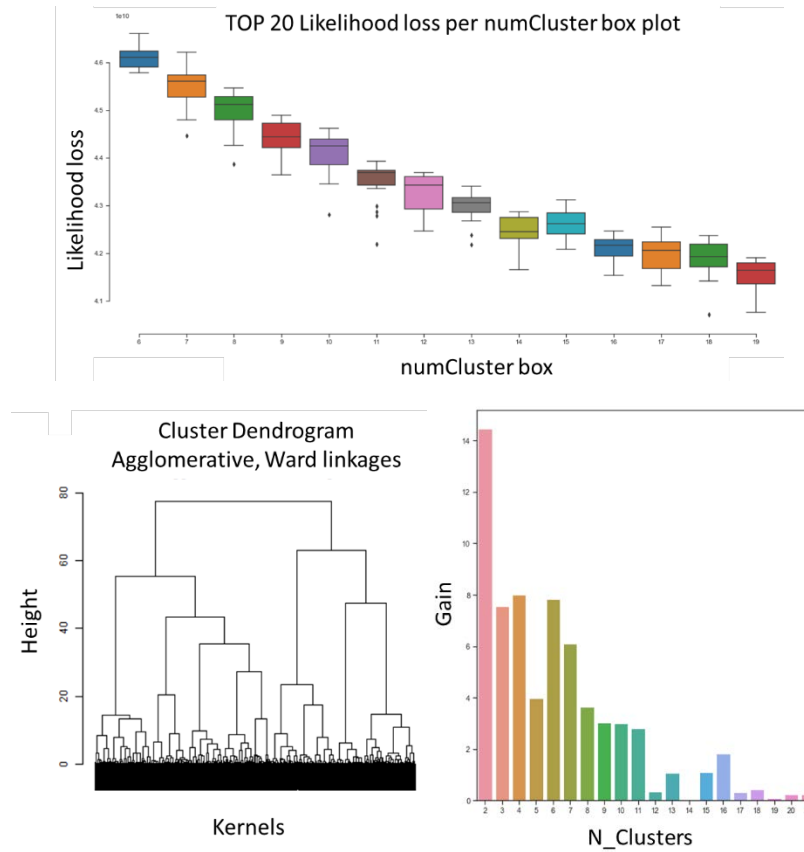 TOP 20 Likelihood loss per numCluster box plot
1e10
4.6
4.5
4.4
4.3
4.2
4.1
Likelihood loss
6 7 8 9 10 11 12 13 14 15 16 17 18 19
numCluster box
Cluster Dendrogram
Agglomerative, Ward linkages
80
60
40
20
0
Height
Kernels
14
12
10
8
6
4
2
0
Gain
2 3 4 5 6 7 8 9 10 11 12 13 14 15 16 17 18 19 20
N_Clusters